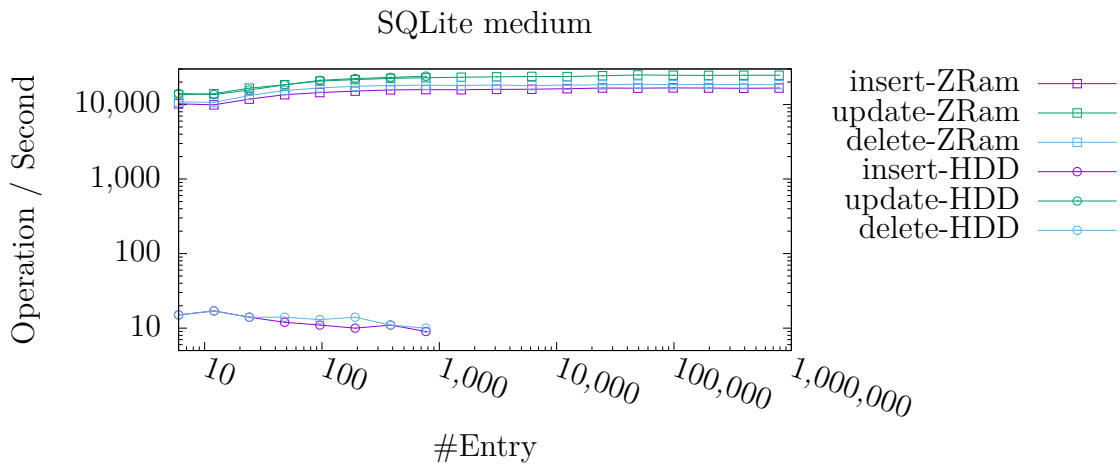 SQLite medium
Operation / Second
10,000
1,000
100
10
10
100
1,000
10,000
100,000
1,000,000
#Entry
insert-ZRam
update-ZRam
delete-ZRam
insert-HDD
update-HDD
delete-HDD